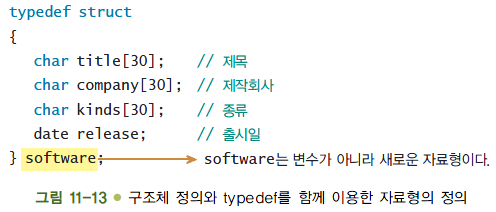 typedef struct
{
char title[30]; // 제목
char company[30]; // 제작회사
char kinds[30]; // 종류
date release; // 출시일
} software; software는 변수가 아니라 새로운 자료형이다.
그림 11-13 ● 구조체 정의와 typedef를 함께 이용한 자료형의 정의